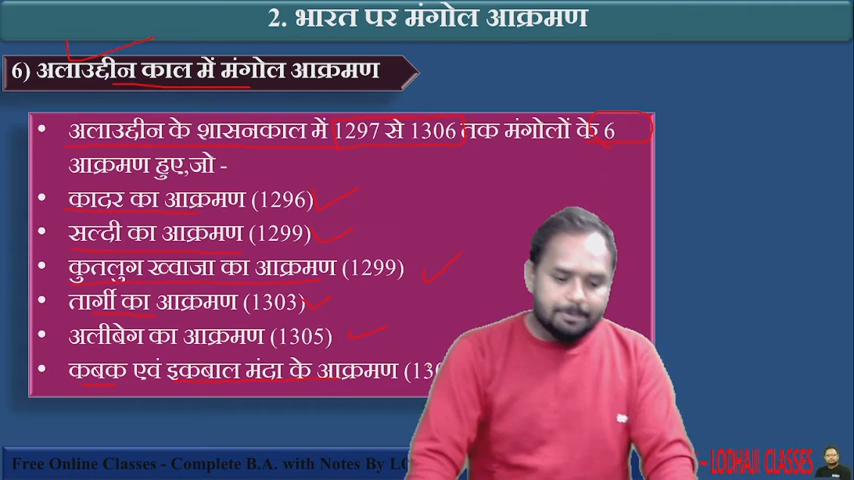 2. भारत पर मंगोल आक्रमण
6) अलाउद्दीन काल में मंगोल आक्रमण
• अलाउद्दीन के शासनकाल में 1297 से 1306 तक मंगोलों के 6
आक्रमण हुए,जो -
• कादर का आक्रमण (1296)
• सल्दी का आक्रमण (1299)
• कुतलुग ख्वाजा का आक्रमण (1299)
• तार्गी का आक्रमण (1303)
• अलीबेग का आक्रमण (1305)
• कबक एवं इकबाल मंदा के आक्रमण
Free Online Classes - Complete B.A. with Notes By
– LODHAJI CLASSES